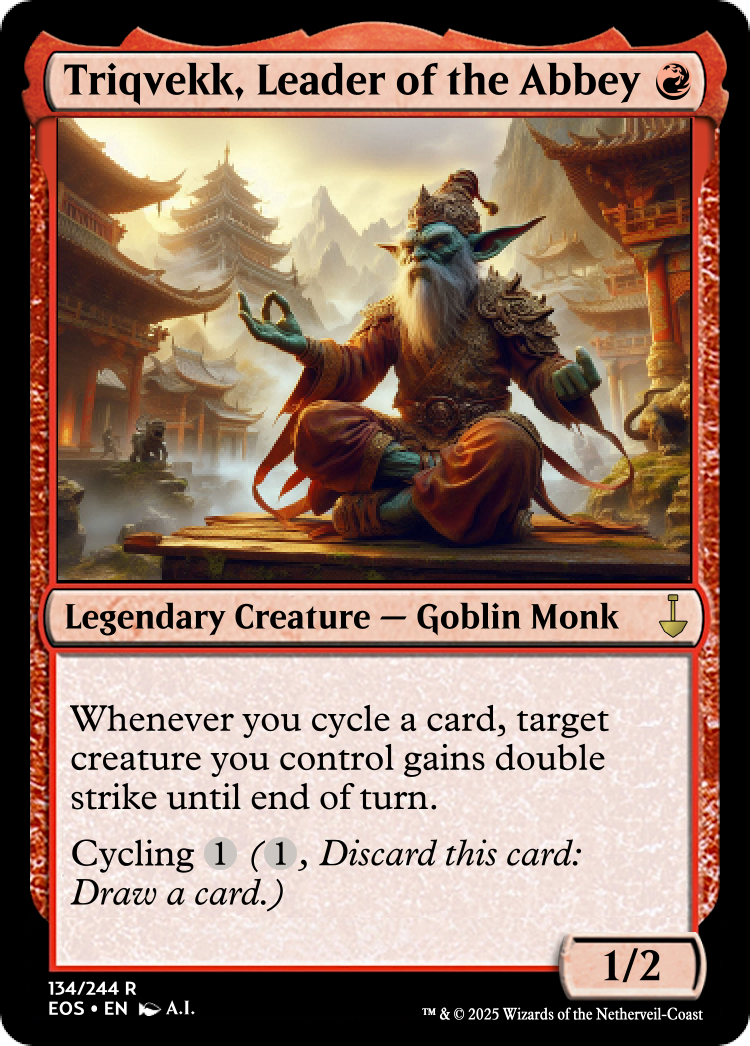 Triqvekk, Leader of the Abbey
Legendary Creature — Goblin Monk
Whenever you cycle a card, target
creature you control gains double
strike until end of turn.
Cycling 1 (1, Discard this card:
Draw a card.)
1/2
134/244 R
EOS • EN A.I.
™ & © 2025 Wizards of the Netherveil-Coast